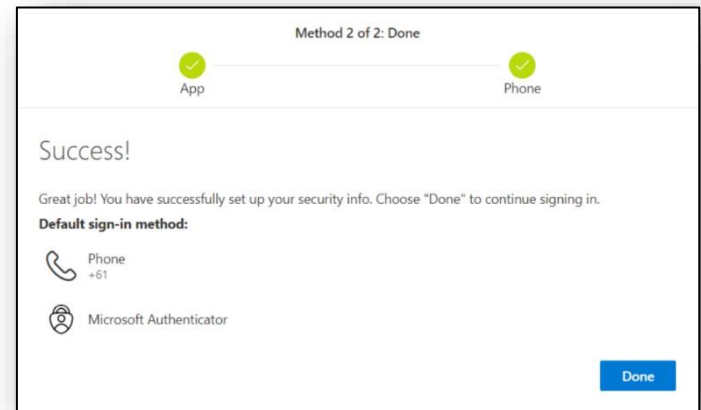 Method 2 of 2: Done
App
Phone
Success!
Great job! You have successfully set up your security info. Choose "Done" to continue signing in.
Default sign-in method:
Phone
+61
Microsoft Authenticator
Done